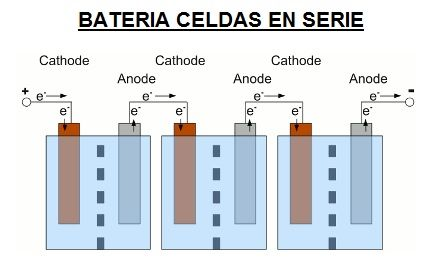 BATERIA CELDAS EN SERIE
Cathode Cathode Cathode
Anode Anode Anode
+ e- e- e- e- -
e- e- e- e- e- e-